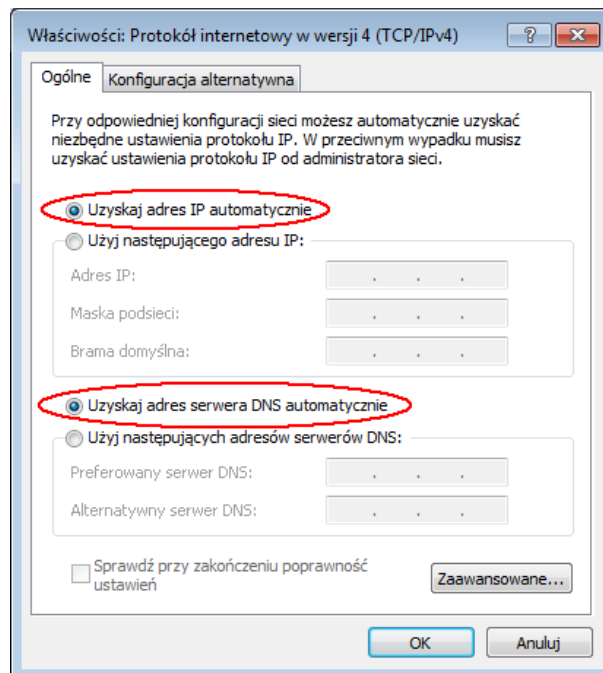 Właściwości: Protokół internetowy w wersji 4 (TCP/IPv4)
Ogólne
Konfiguracja alternatywna
Przy odpowiedniej konfiguracji sieci możesz automatycznie uzyskać
niezbędne ustawienia protokołu IP. W przeciwnym wypadku musisz
uzyskać ustawienia protokołu IP od administratora sieci.
Uzyskaj adres IP automatycznie
Użyj następującego adresu IP:
Adres IP:
Maska podsieci:
Brama domyślna:
Uzyskaj adres serwera DNS automatycznie
Użyj następujących adresów serwerów DNS:
Preferowany serwer DNS:
Alternatywny serwer DNS:
Sprawdź przy zakończeniu poprawność
ustawień
Zaawansowane...
OK
Anuluj